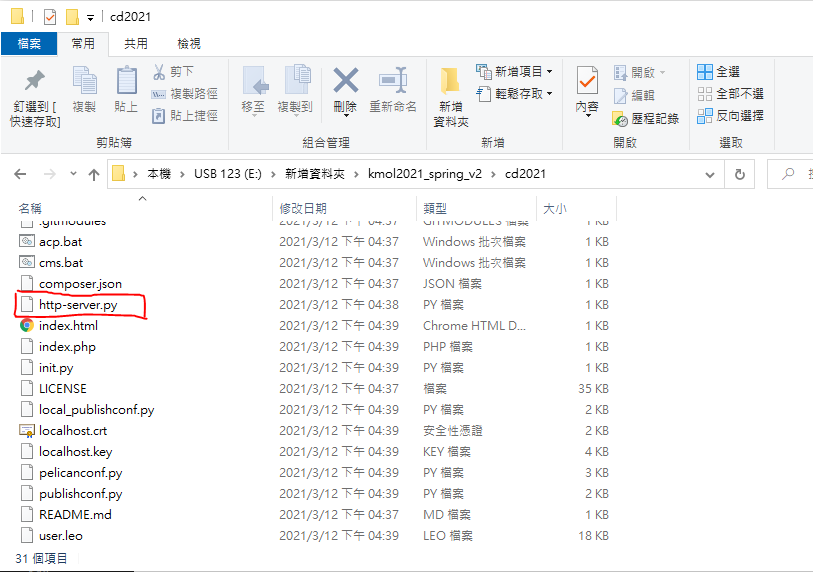 cd2021
檔案 常用 共用 檢視
釘選到 [
快速存取]
複製
貼上
剪下
複製路徑
貼上捷徑
剪貼簿
移至
複製到
刪除
重新命名
組合管理
新增
資料夾
新增項目
輕鬆存取
新增
內容
開啟
編輯
歷程記錄
開啟
全選
全部不選
反向選擇
選取
本機 > USB 123 (E:) > 新增資料夾 > kmol2021_spring_v2 > cd2021
名稱 修改日期 類型 大小
.gitmodules 2021/3/12 下午 04:37 GITMODULES 檔案 1 KB
acp.bat 2021/3/12 下午 04:37 Windows 批次檔案 1 KB
cms.bat 2021/3/12 下午 04:37 Windows 批次檔案 1 KB
composer.json 2021/3/12 下午 04:37 JSON 檔案 1 KB
http-server.py 2021/3/12 下午 04:38 PY 檔案 1 KB
index.html 2021/3/12 下午 04:39 Chrome HTML D... 1 KB
index.php 2021/3/12 下午 04:39 PHP 檔案 1 KB
init.py 2021/3/12 下午 04:39 PY 檔案 1 KB
LICENSE 2021/3/12 下午 04:37 檔案 35 KB
local_publishconf.py 2021/3/12 下午 04:39 PY 檔案 2 KB
localhost.crt 2021/3/12 下午 04:39 安全性憑證 2 KB
localhost.key 2021/3/12 下午 04:39 KEY 檔案 4 KB
pelicanconf.py 2021/3/12 下午 04:39 PY 檔案 3 KB
publishconf.py 2021/3/12 下午 04:39 PY 檔案 2 KB
README.md 2021/3/12 下午 04:37 MD 檔案 1 KB
user.leo 2021/3/12 下午 04:39 LEO 檔案 18 KB
31 個項目